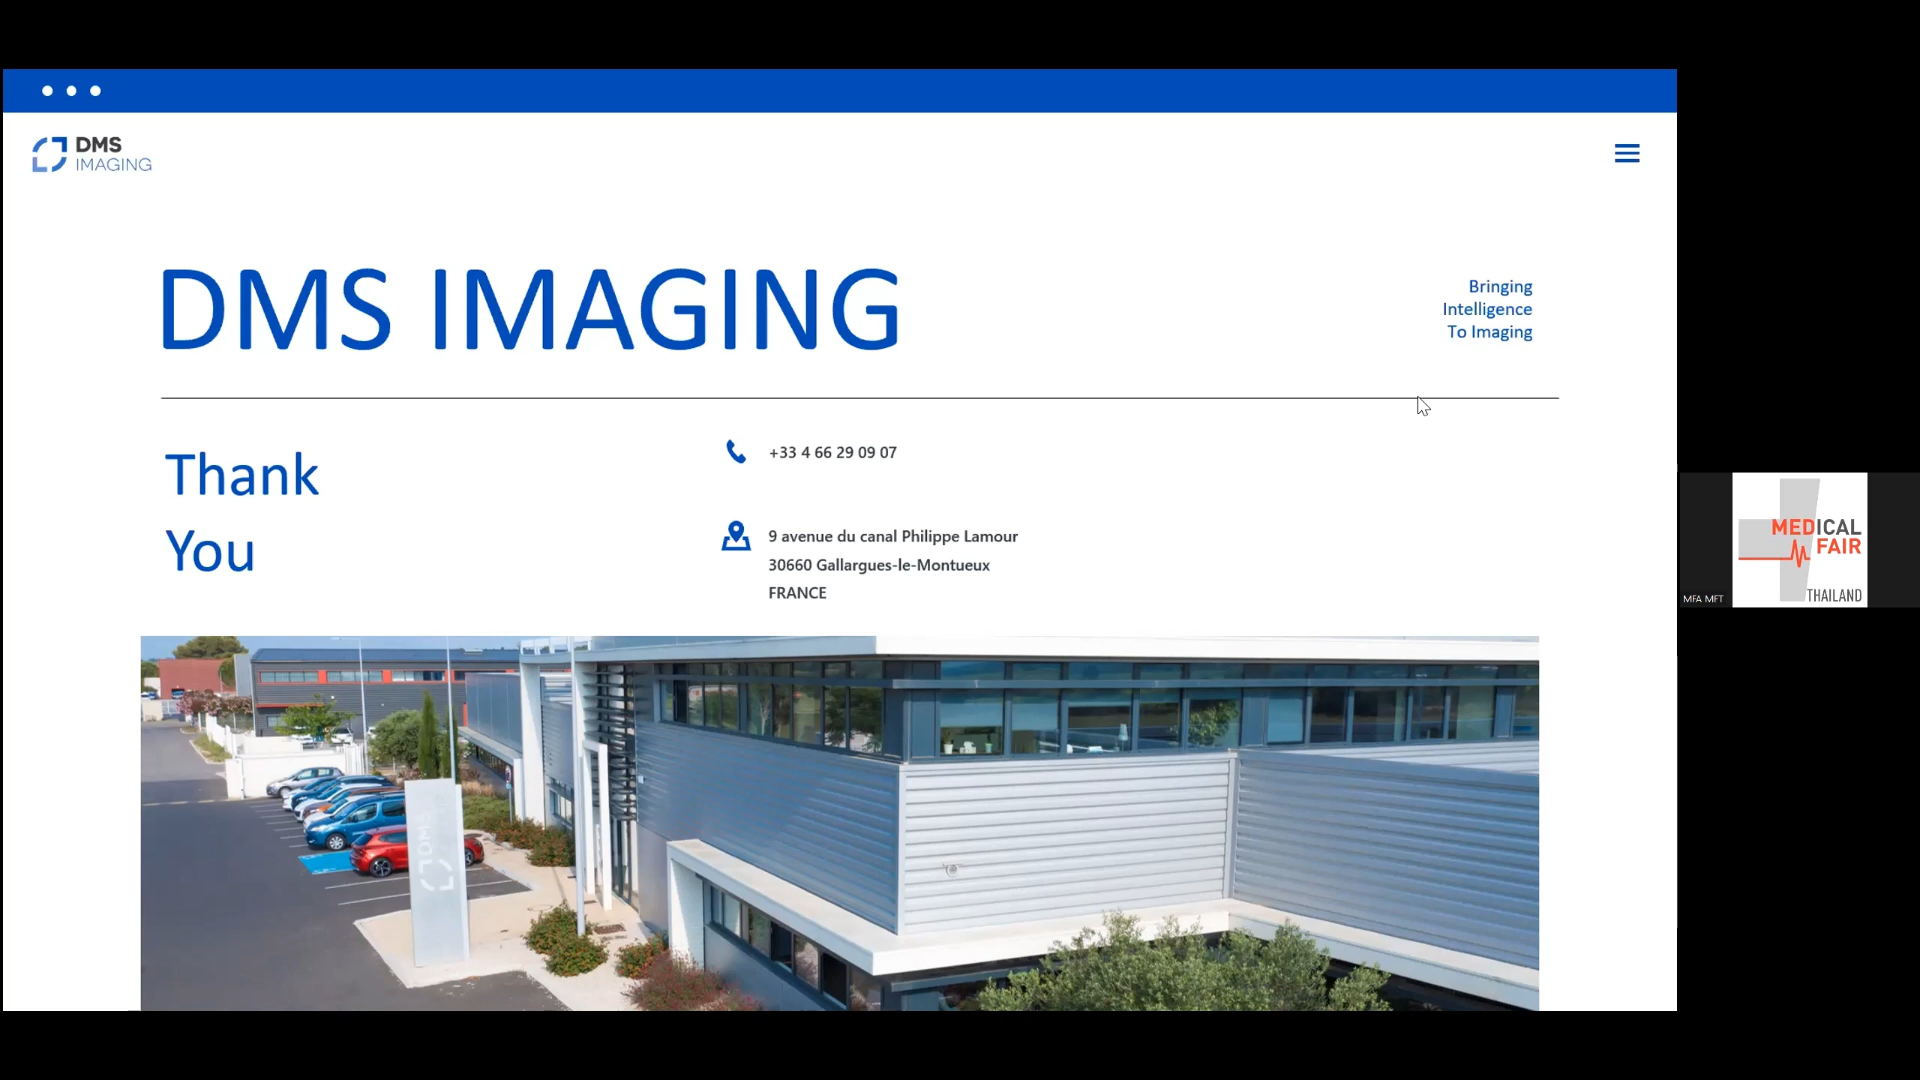 DMS
IMAGING
DMS IMAGING
Bringing
Intelligence
To Imaging
Thank
You
+33 4 66 29 09 07
9 avenue du canal Philippe Lamour
30660 Gallargues-le-Montueux
FRANCE
DMS
MEDICAL
FAIR
THAILAND
MFA MFT